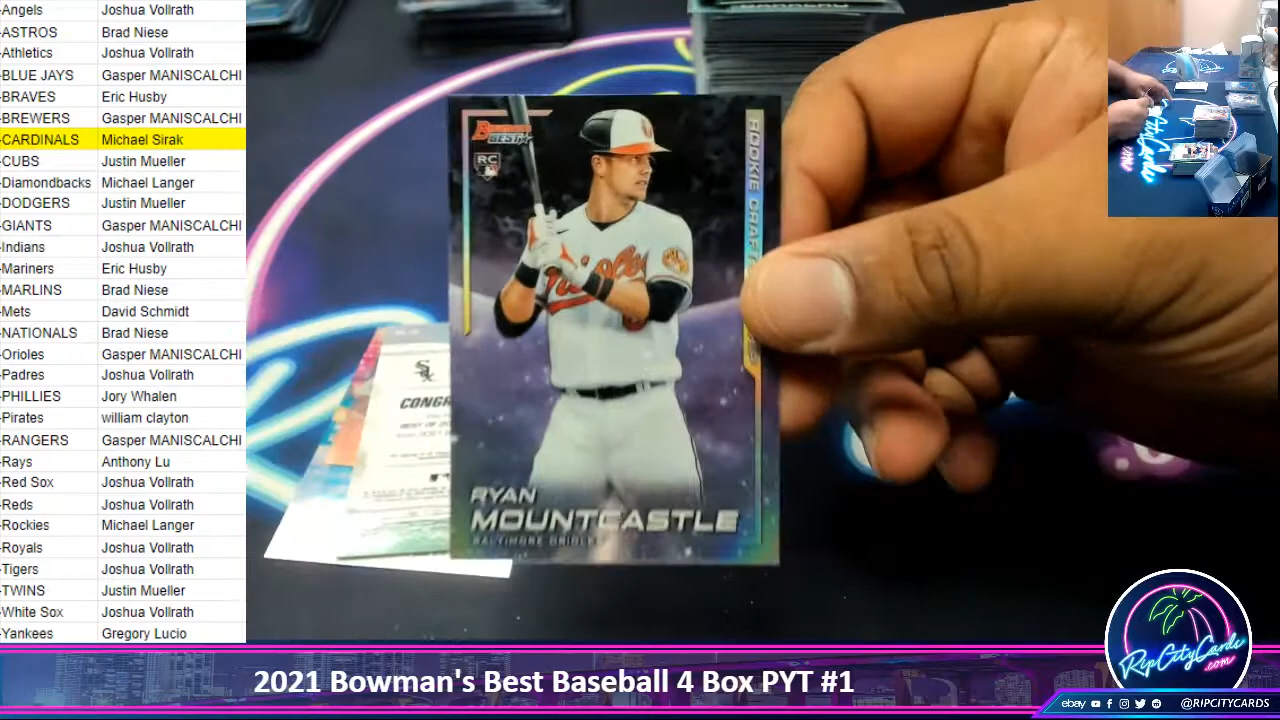 -Angels Joshua Vollrath
-ASTROS Brad Niese
-Athletics Joshua Vollrath
-BLUE JAYS Gasper MANISCALCHI
-BRAVES Eric Husby
-BREWERS Gasper MANISCALCHI
-CARDINALS Michael Sirak
-CUBS Justin Mueller
-Diamondbacks Michael Langer
-DODGERS Justin Mueller
-GIANTS Gasper MANISCALCHI
-Indians Joshua Vollrath
-Mariners Eric Husby
-MARLINS Brad Niese
-Mets David Schmidt
-NATIONALS Brad Niese
-Orioles Gasper MANISCALCHI
-Padres Joshua Vollrath
-PHILLIES Jory Whalen
-Pirates william clayton
-RANGERS Gasper MANISCALCHI
-Rays Anthony Lu
-Red Sox Joshua Vollrath
-Reds Joshua Vollrath
-Rockies Michael Langer
-Royals Joshua Vollrath
-Tigers Joshua Vollrath
-TWINS Justin Mueller
-White Sox Joshua Vollrath
-Yankees Gregory Lucio
BOWMAN'S
BEST
RC
ROOKIE
Orioles
RYAN
MOUNTCASTLE
BALTIMORE ORIOLES
RipCityCards
.com
2021 Bowman's Best Baseball 4 Box PYT #1
ebay @RIPCITYCARDS